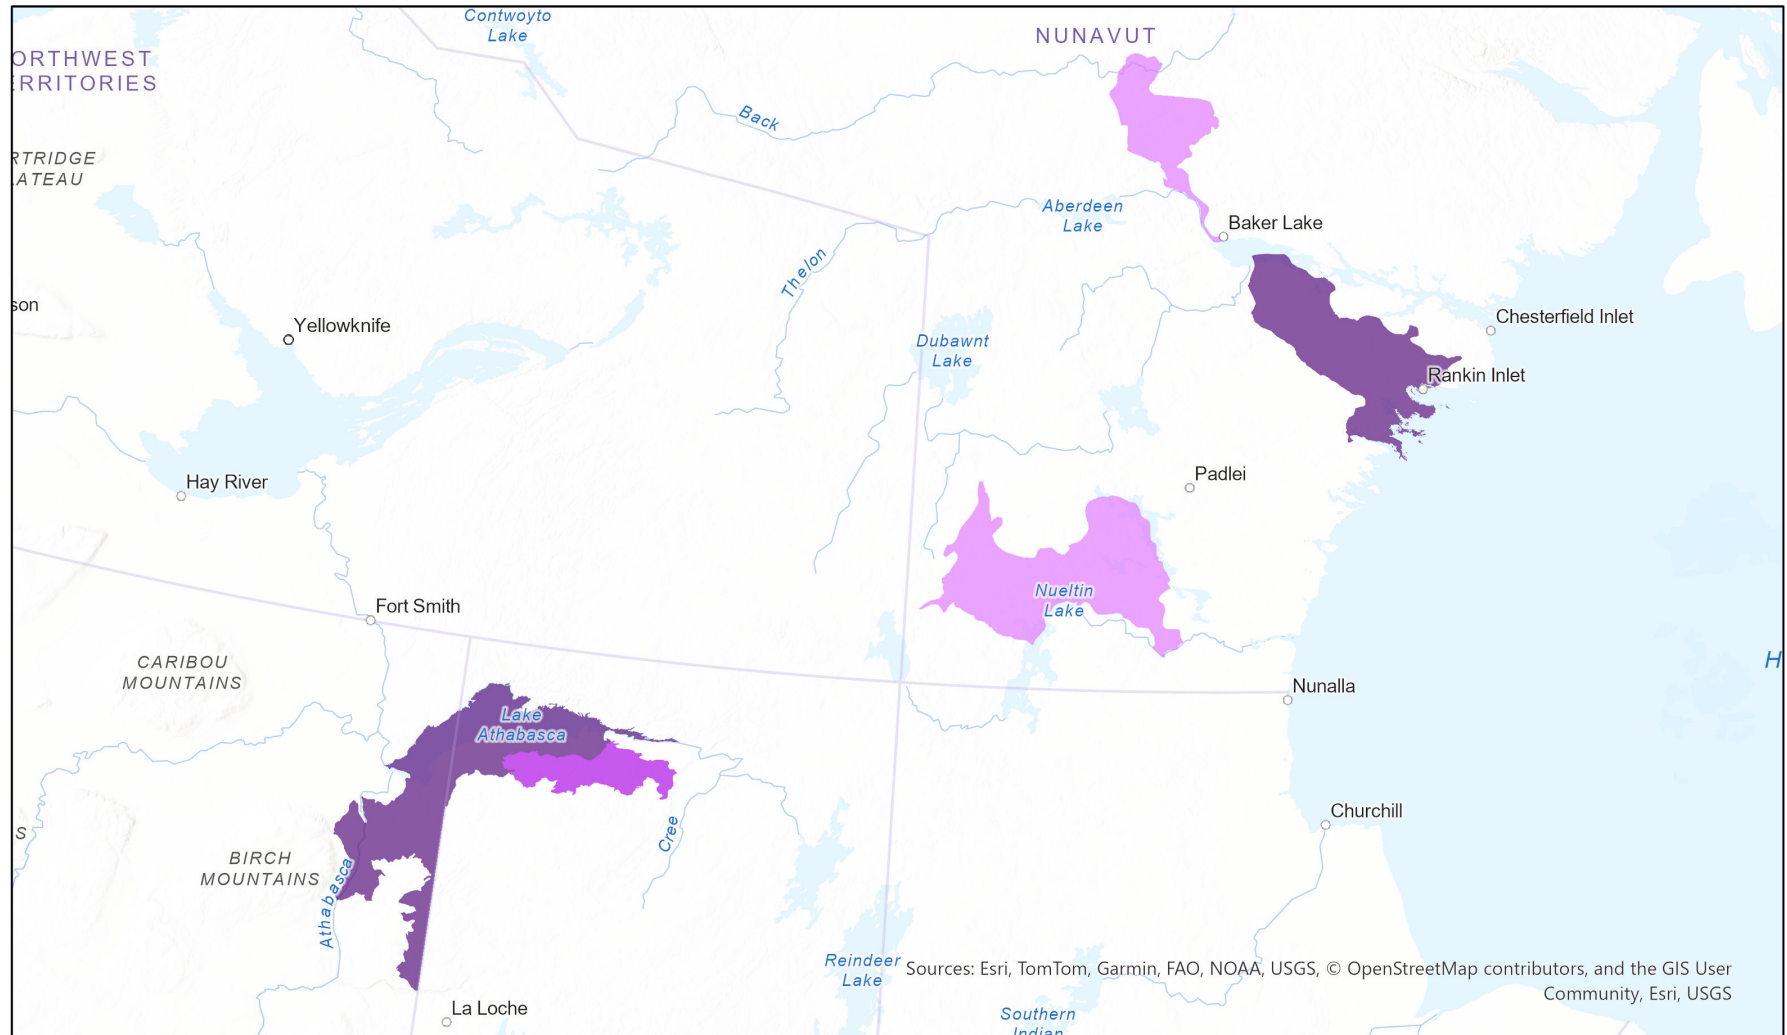 Contwoyto
Lake
NUNAVUT
ORTHWEST
ERRITORIES
Back
RTRIDGE
LATEAU
Aberdeen
Lake
Baker Lake
Thelon
son
Yellowknife
Chesterfield Inlet
Dubawnt
Lake
Rankin Inlet
Hay River
Padlei
Nueltin
Lake
Fort Smith
CARIBOU
MOUNTAINS
H
Nunalla
Lake
Athabasca
Churchill
S
Cree
BIRCH
MOUNTAINS
Athabasca
Reindeer
Lake
Sources: Esri, TomTom, Garmin, FAO, NOAA, USGS, © OpenStreetMap contributors, and the GIS User
Community, Esri, USGS
La Loche
Southern
Indian